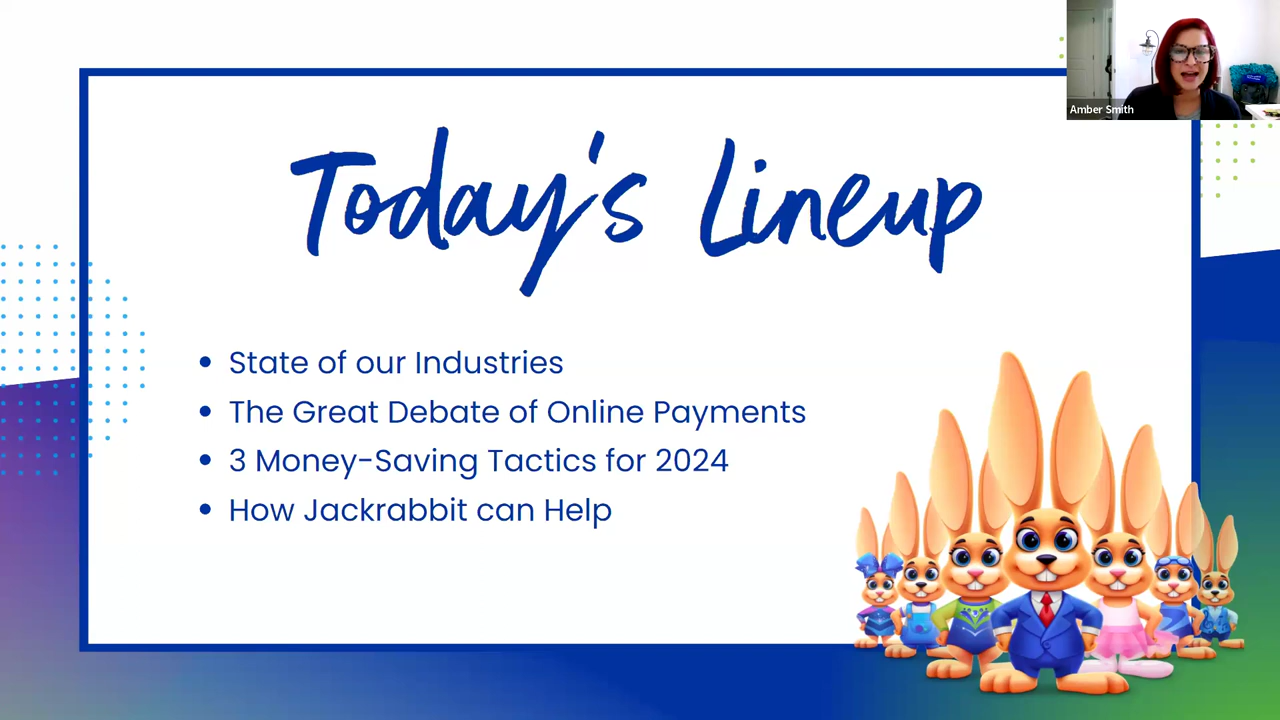 Amber Smith
Today's Lineup
• State of our Industries
• The Great Debate of Online Payments
• 3 Money-Saving Tactics for 2024
• How Jackrabbit can Help